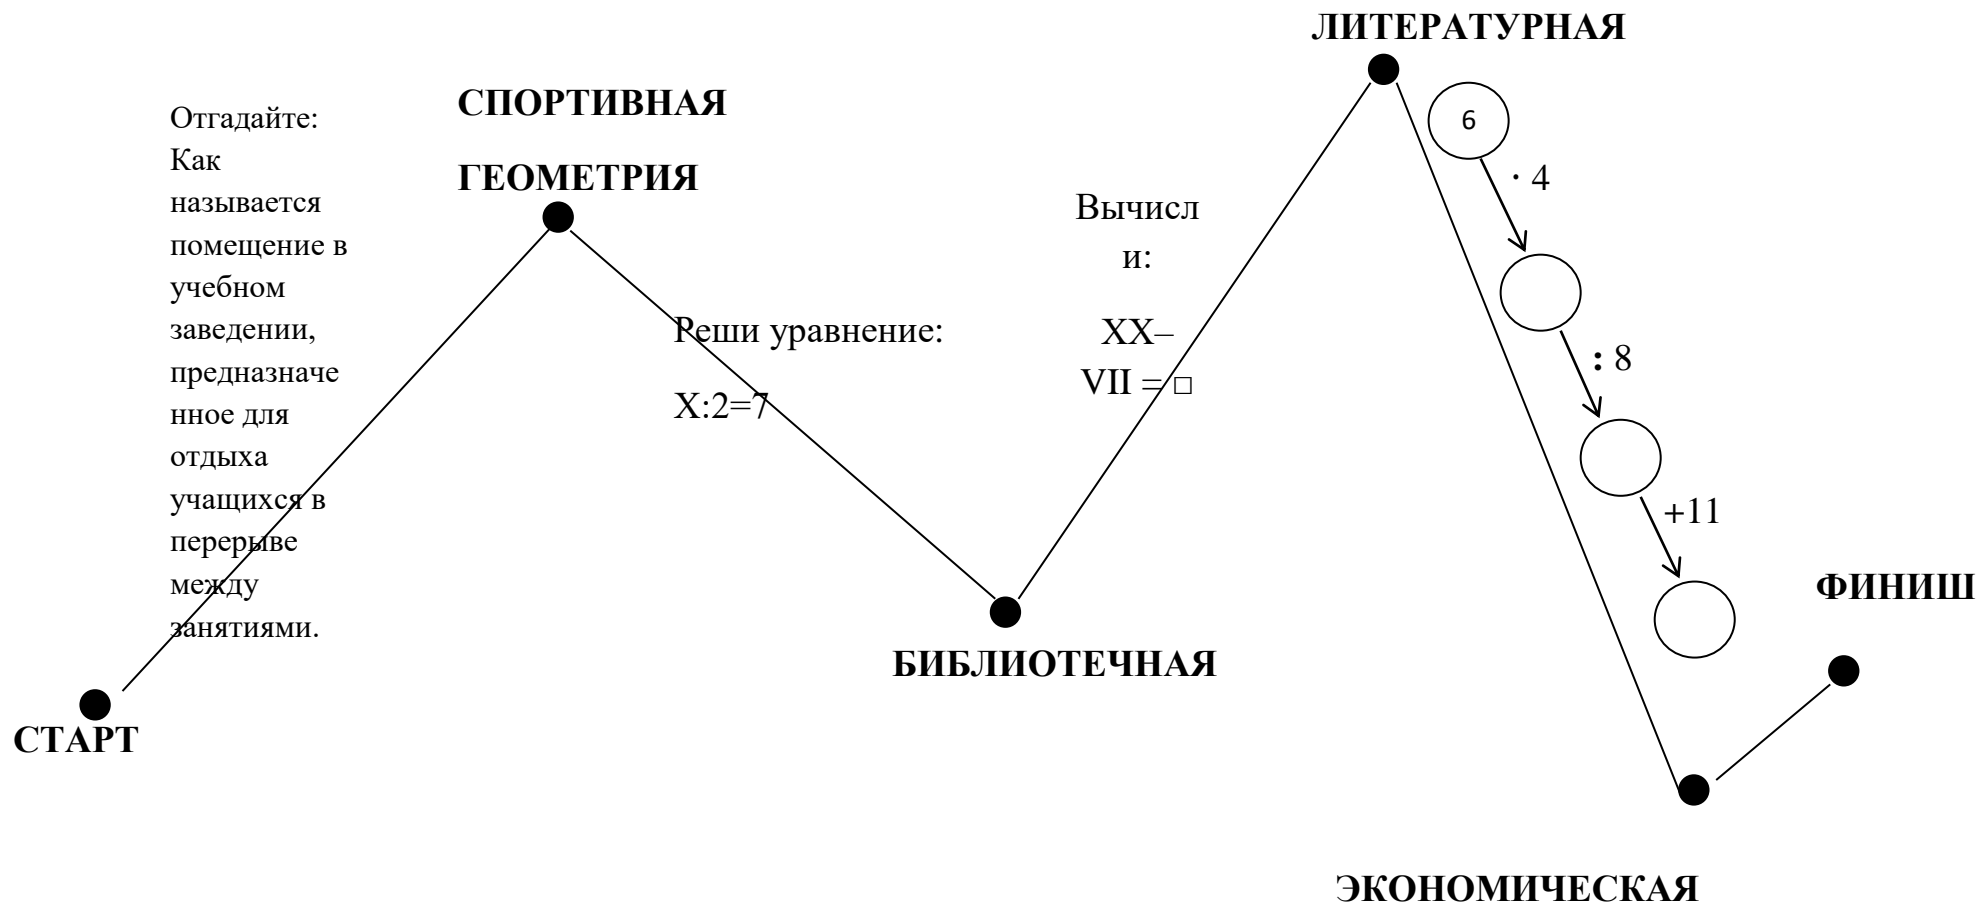 ЛИТЕРАТУРНАЯ
СПОРТИВНАЯ
ГЕОМЕТРИЯ
Отгадайте:
Как
называется
помещение в
учебном
заведении,
предназначе
нное для
отдыха
учащихся в
перерыве
между
занятиями.
Реши уравнение:
X:2=7
Вычисл
и:
XX–
VII = □
6
· 4
: 8
+11
ФИНИШ
БИБЛИОТЕЧНАЯ
СТАРТ
ЭКОНОМИЧЕСКАЯ